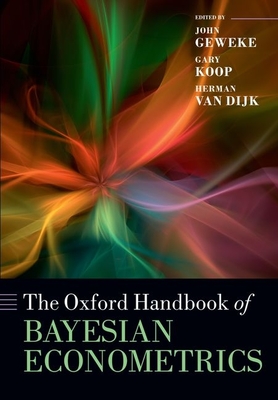 EDITED BY
JOHN
GEWEKE
GARY
KOOP
HERMAN
VAN DIJK
The Oxford Handbook of
BAYESIAN
ECONOMETRICS